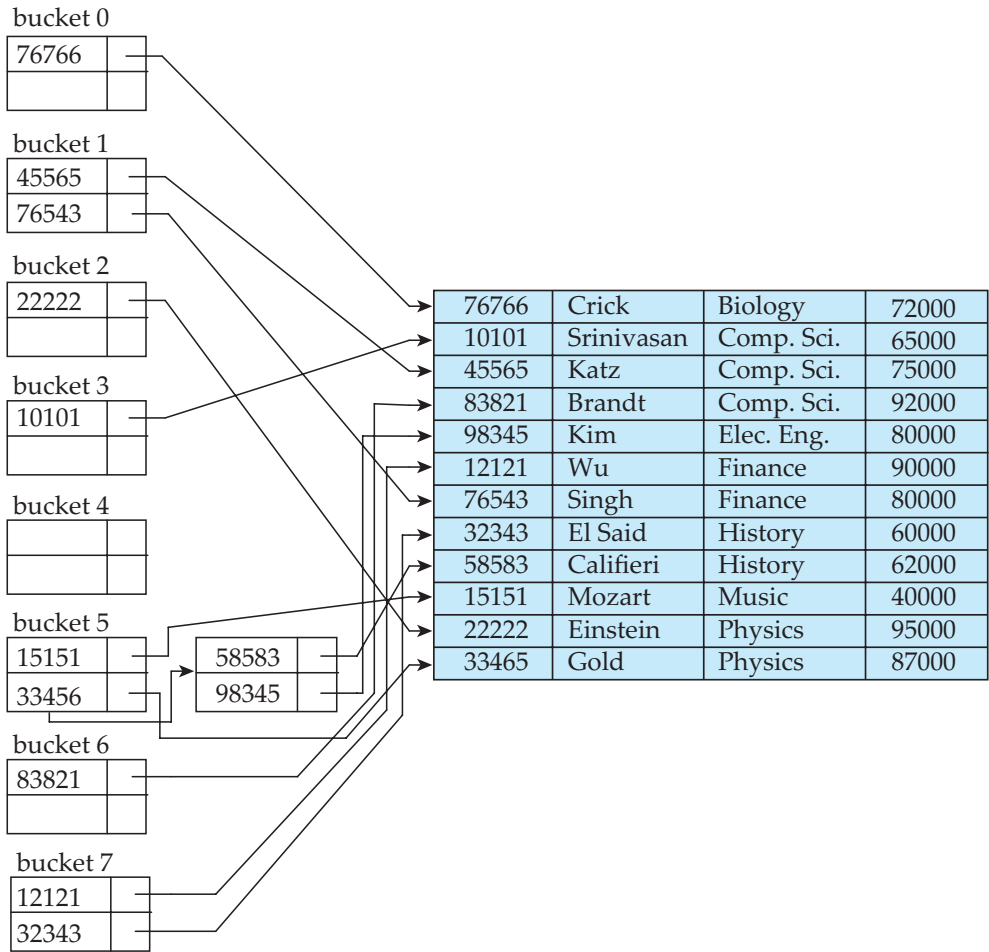 bucket 0
76766
bucket 1
45565
76543
bucket 2
22222
bucket 3
10101
bucket 4
bucket 5
15151
33456
58583
98345
bucket 6
83821
bucket 7
12121
32343
76766 Crick Biology 72000
10101 Srinivasan Comp. Sci. 65000
45565 Katz Comp. Sci. 75000
83821 Brandt Comp. Sci. 92000
98345 Kim Elec. Eng. 80000
12121 Wu Finance 90000
76543 Singh Finance 80000
32343 El Said History 60000
58583 Califieri History 62000
15151 Mozart Music 40000
22222 Einstein Physics 95000
33465 Gold Physics 87000